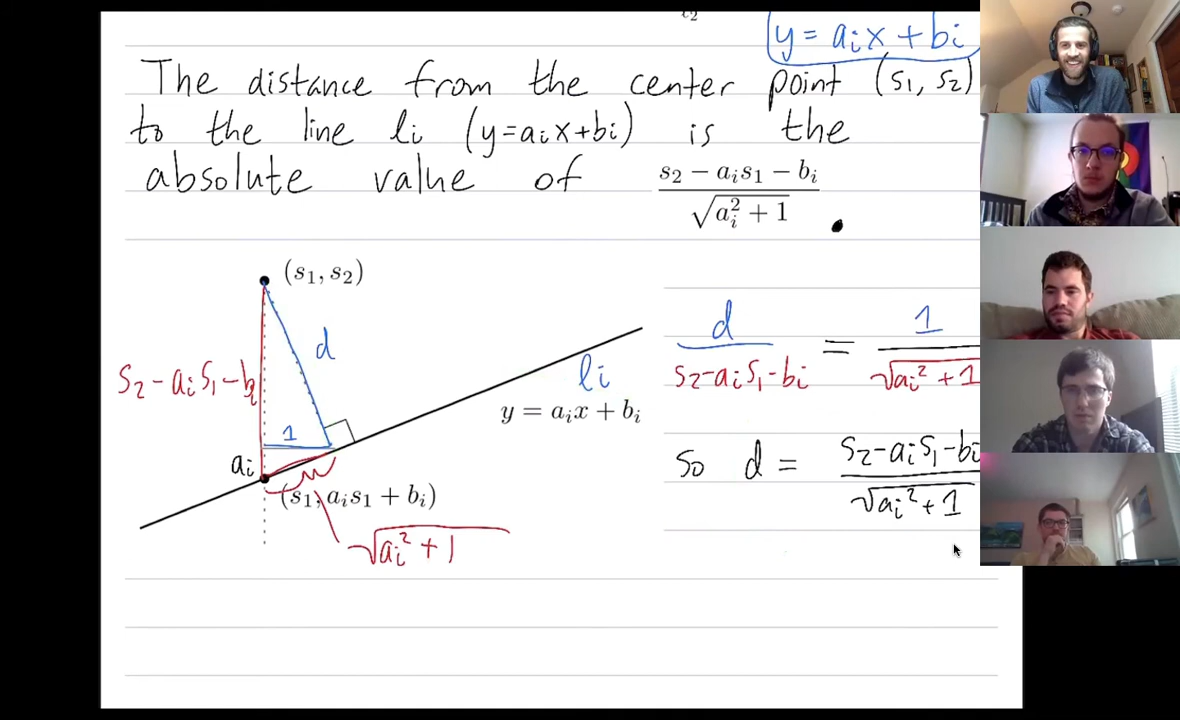 ℓ₂
y = aᵢx + bᵢ
The distance from the center point (s₁, s₂)
to the line lᵢ (y=aᵢx+bᵢ) is the
absolute value of (s₂ − aᵢs₁ − bᵢ)/√(aᵢ² + 1) .
(s₁, s₂)
d
s₂-aᵢs₁-bᵢ
1
aᵢ
(s₁, aᵢs₁ + bᵢ)
√(aᵢ² + 1)
lᵢ
y = aᵢx + bᵢ
d/(s₂-aᵢs₁-bᵢ) = 1/√(aᵢ² + 1)
so d = (s₂-aᵢs₁-bᵢ)/√(aᵢ² + 1)